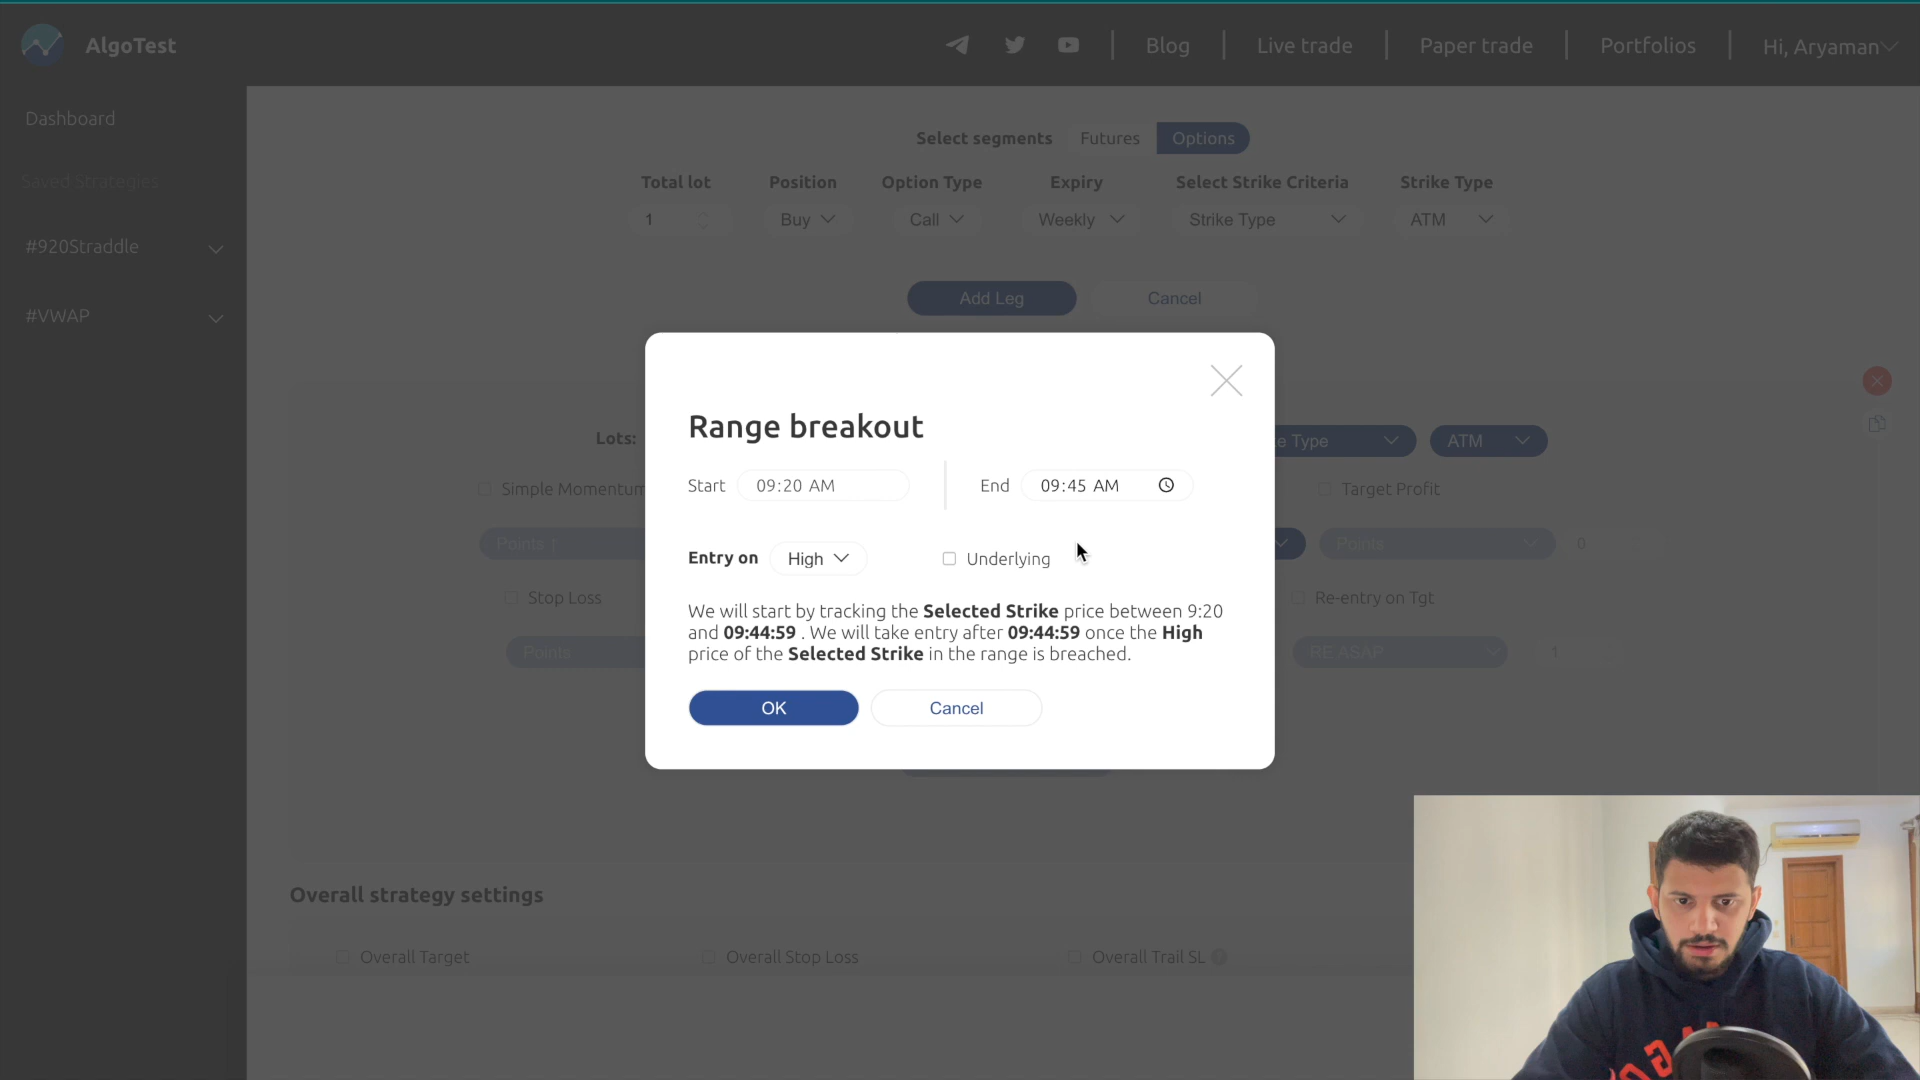 AlgoTest
Blog
Live trade
Paper trade
Portfolios
Hi, Aryaman
Dashboard
Saved Strategies
#920Straddle
#VWAP
Select segments Futures Options
Total lot Position Option Type Expiry Select Strike Criteria Strike Type
1 Buy Call Weekly Strike Type ATM
Add Leg Cancel
Lots:
e Type
ATM
Simple Momentum
Target Profit
Points
Points
0
Stop Loss
Re-entry on Tgt
Points
RE ASAP
1
Range breakout
Start 09:20 AM End 09:45 AM
Entry on High Underlying
We will start by tracking the Selected Strike price between 9:20
and 09:44:59 . We will take entry after 09:44:59 once the High
price of the Selected Strike in the range is breached.
OK Cancel
Overall strategy settings
Overall Target Overall Stop Loss Overall Trail SL